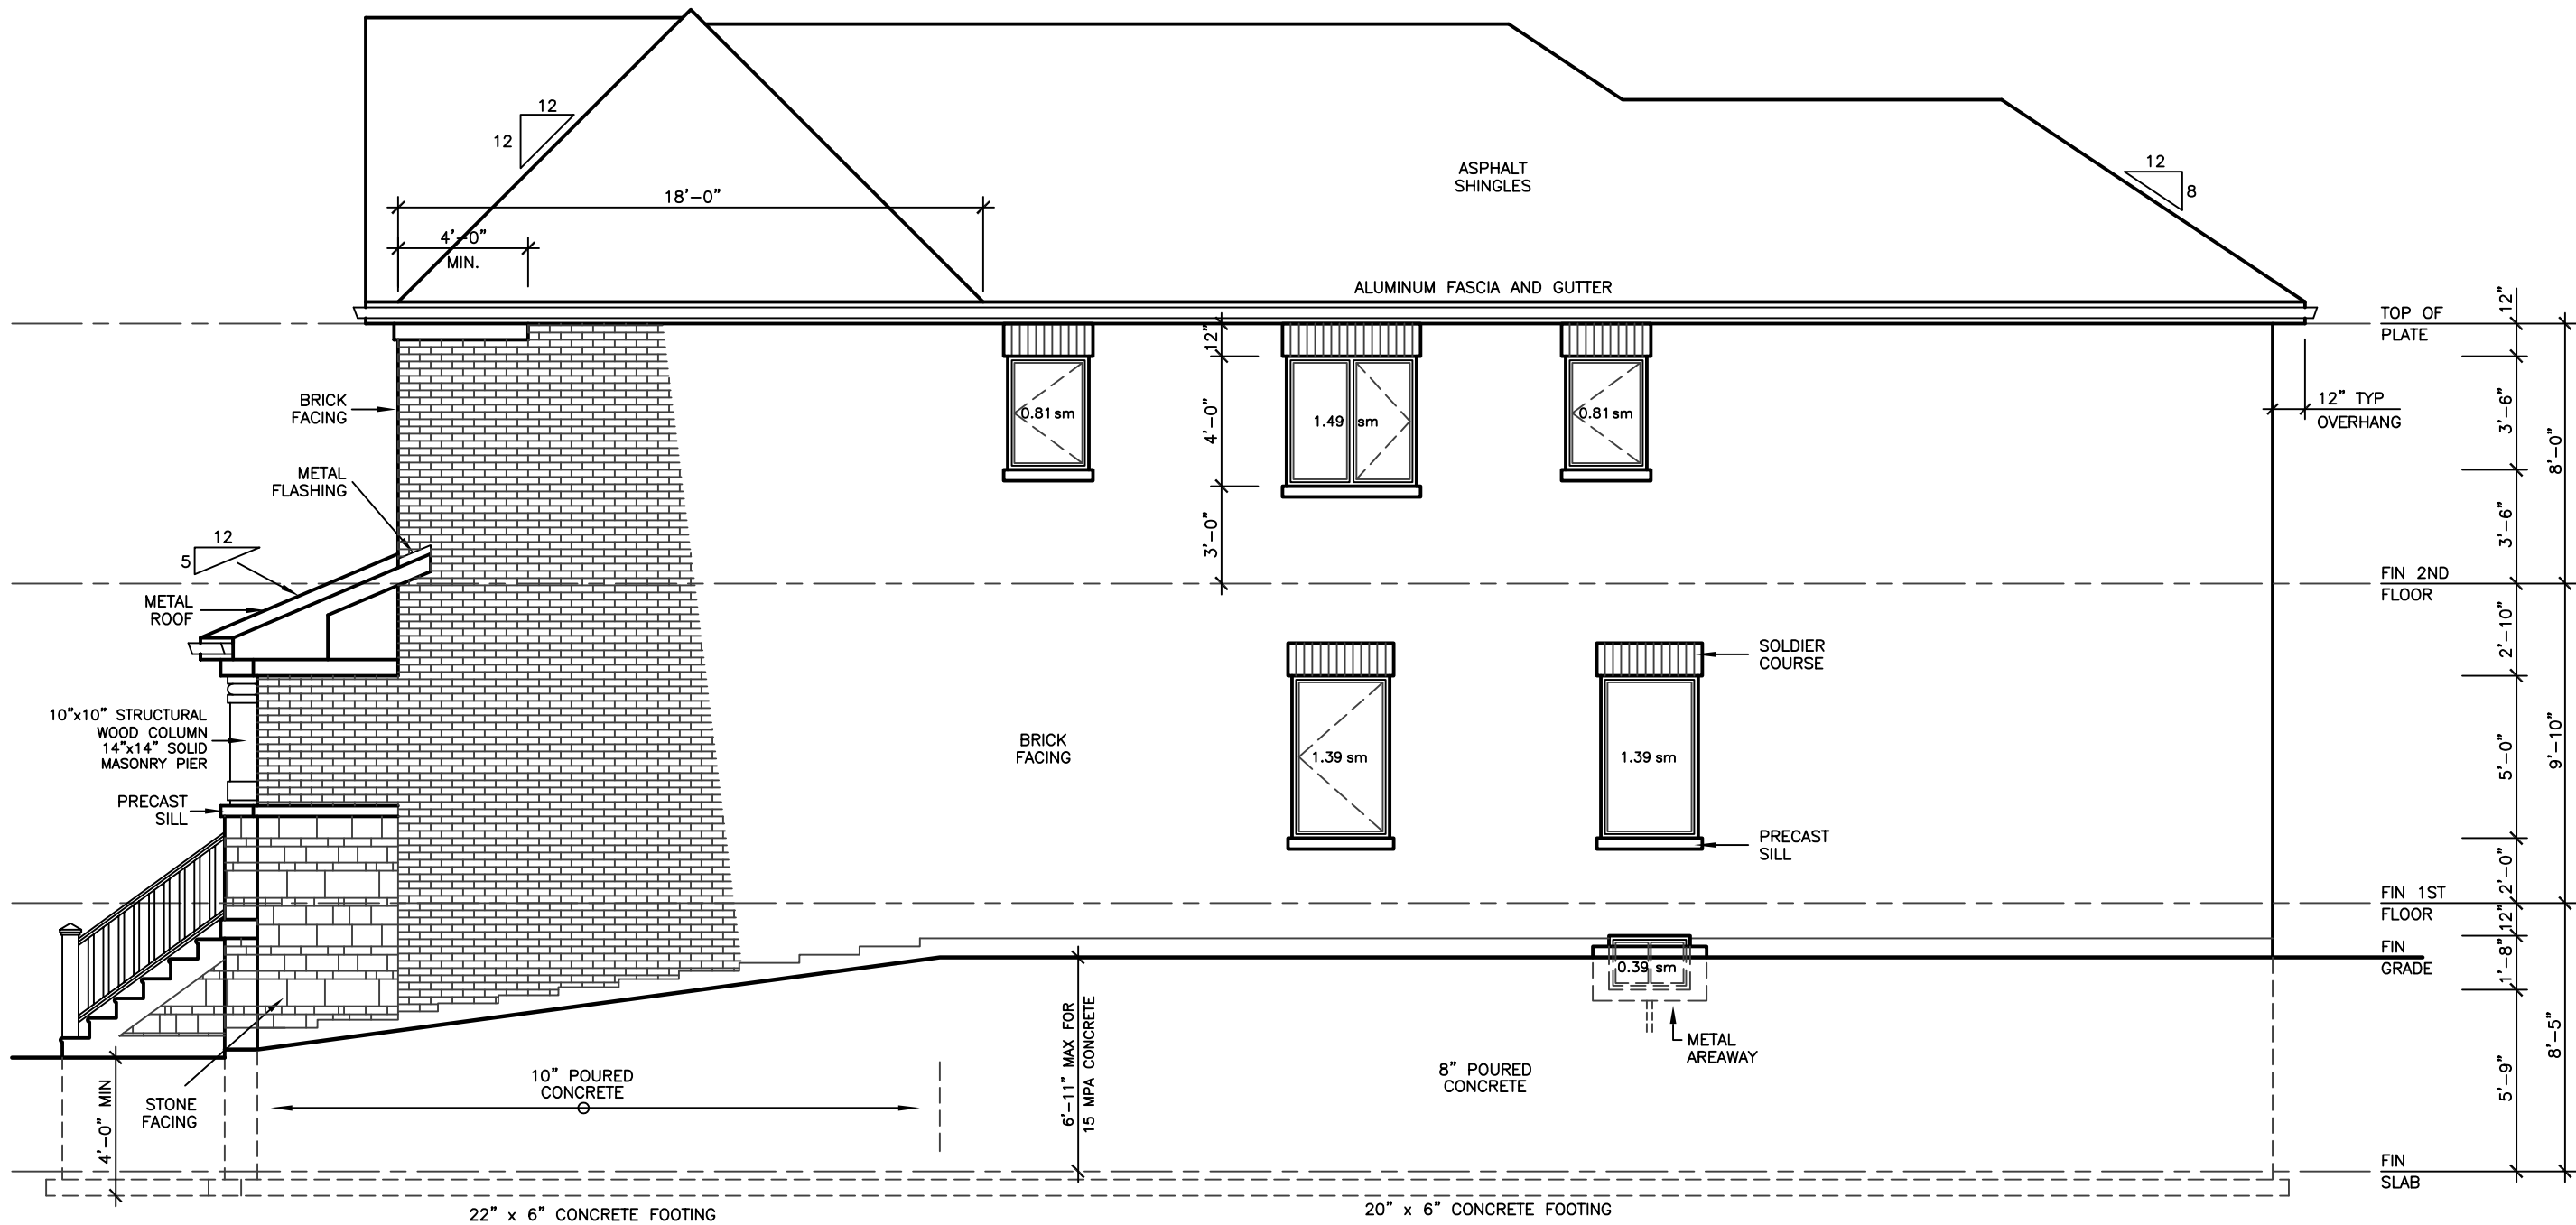 12
12
18'-0"
4'-0"
MIN.
ASPHALT
SHINGLES
12
8
ALUMINUM FASCIA AND GUTTER
TOP OF
PLATE
12"
12"
BRICK
FACING
0.81 sm
1.49 sm
0.81 sm
4'-0"
12" TYP
OVERHANG
3'-6"
8'-0"
METAL
FLASHING
3'-0"
3'-6"
12
5
FIN 2ND
FLOOR
METAL
ROOF
SOLDIER
COURSE
2'-10"
10"x10" STRUCTURAL
WOOD COLUMN
14"x14" SOLID
MASONRY PIER
BRICK
FACING
1.39 sm
1.39 sm
5'-0"
9'-10"
PRECAST
SILL
PRECAST
SILL
2'-0"
FIN 1ST
FLOOR
12"
FIN
GRADE
0.39 sm
1'-8"
METAL
AREAWAY
6'-11" MAX FOR
15 MPA CONCRETE
8'-5"
10" POURED
CONCRETE
8" POURED
CONCRETE
5'-9"
STONE
FACING
4'-0" MIN
FIN
SLAB
22" x 6" CONCRETE FOOTING
20" x 6" CONCRETE FOOTING